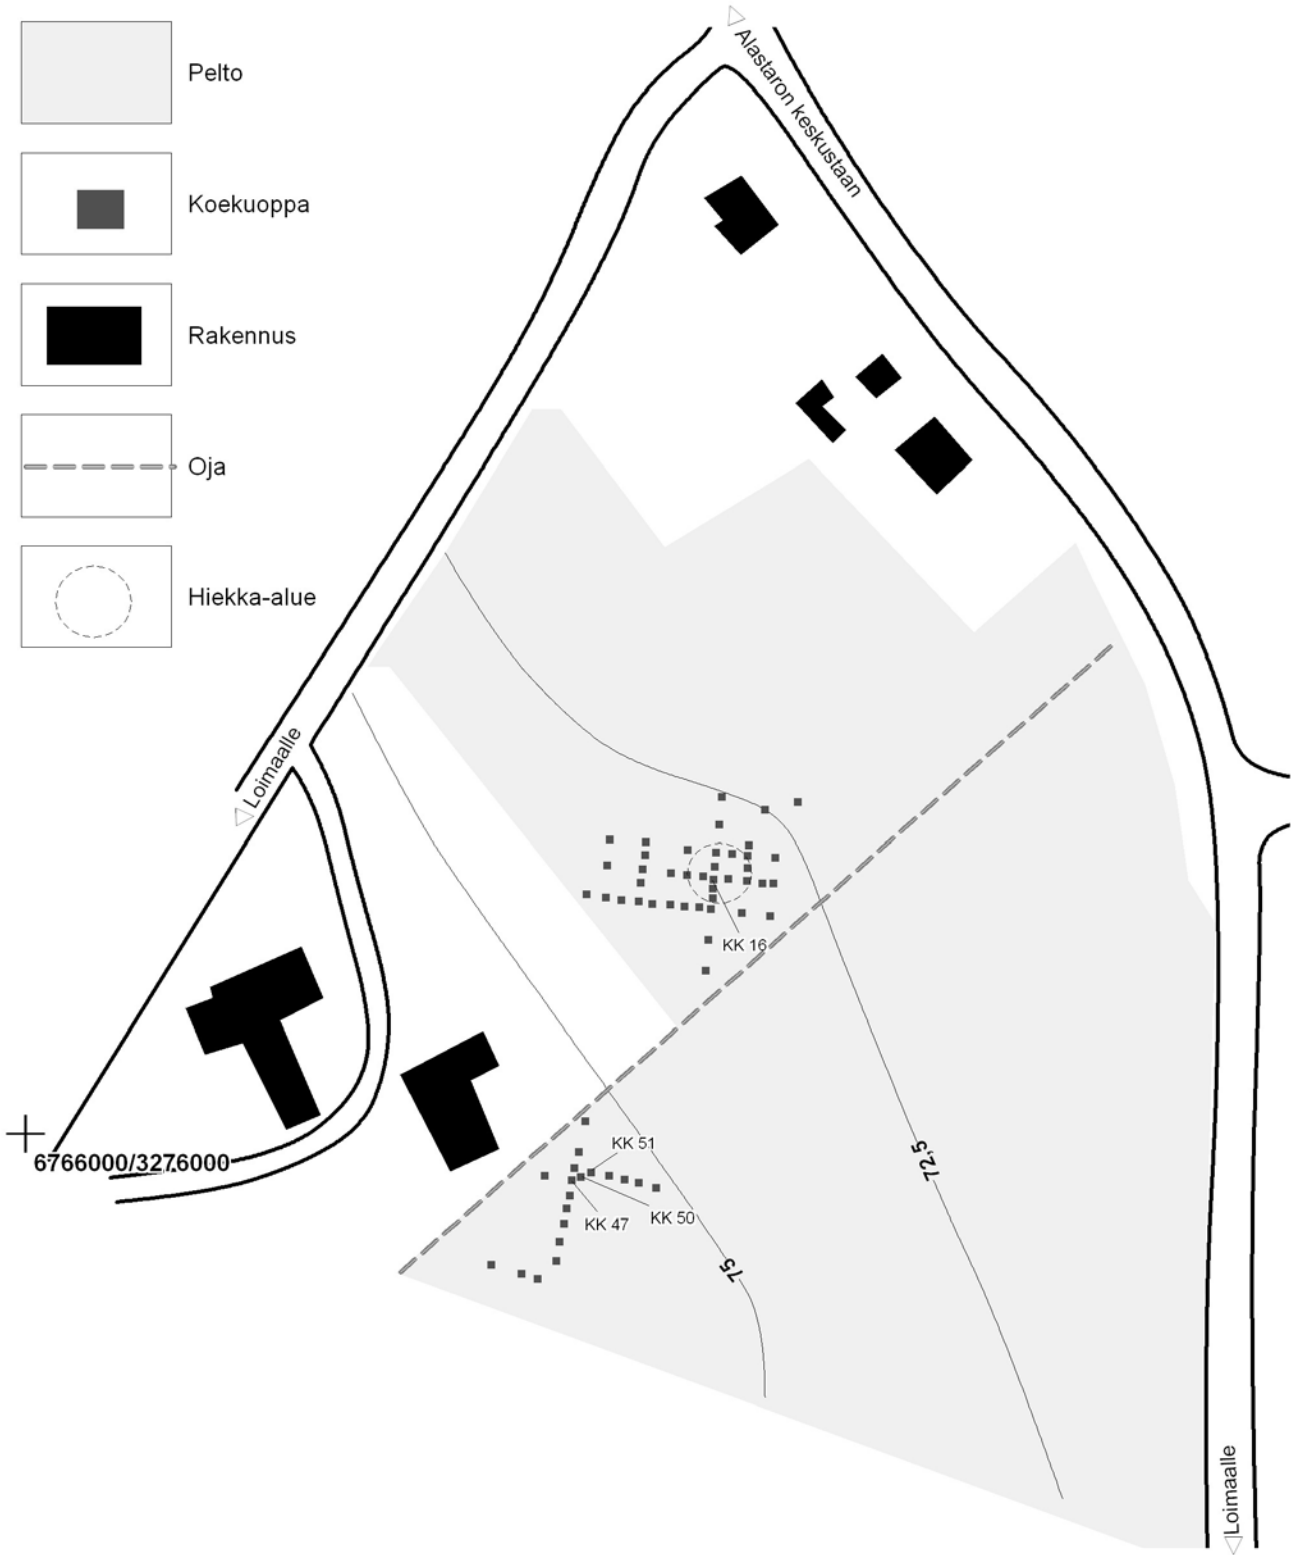 Pelto
Koekuoppa
Rakennus
Oja
Hiekka-alue
Alastaron keskustaan
Loimaalle
KK 16
6766000/3276000
KK 51
KK 50
KK 47
72,5
75
Loimaalle